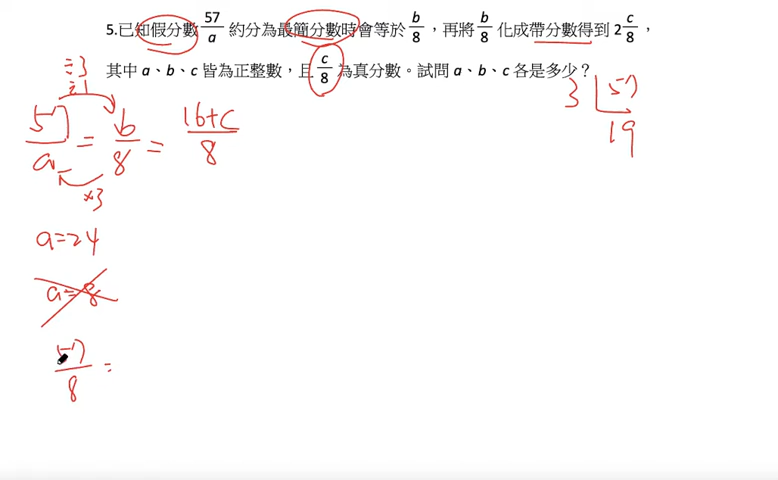 5.已知假分數 57/a 約分為最簡分數時會等於 b/8，再將 b/8 化成帶分數得到 2 c/8，
其中 a、b、c 皆為正整數，且 c/8 為真分數。試問 a、b、c 各是多少？
÷3
÷1
57/a = b/8 = 16+c/8
×3
3 57
19
a=24
a=8
57/8 =